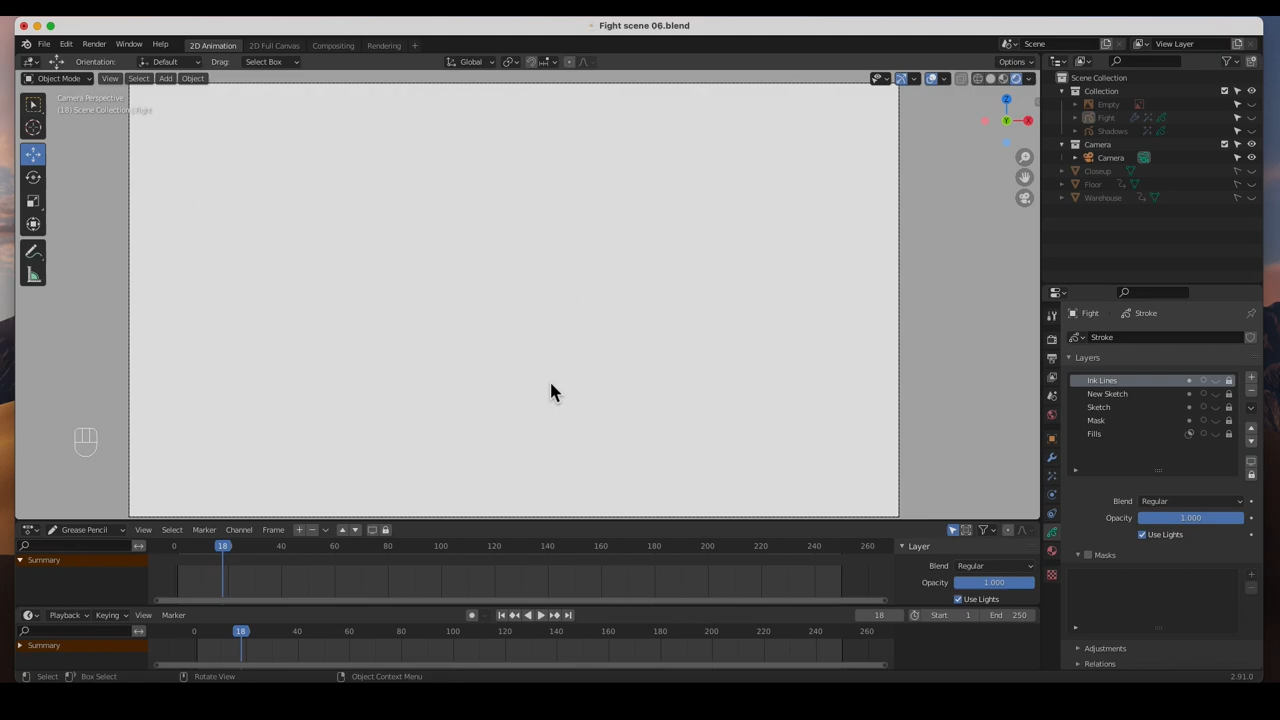 Fight scene 06.blend
File Edit Render Window Help 2D Animation 2D Full Canvas Compositing Rendering + Scene View Layer
Orientation: Default Drag: Select Box Global Options
Object Mode View Select Add Object
Camera Perspective
(18) Scene Collection | Fight
Z
Y
X
Scene Collection
Collection
Empty
Fight
Shadows
Camera
Camera
Closeup
Floor
Warehouse
Fight Stroke
Stroke
Layers
Ink Lines
New Sketch
Sketch
Mask
Fills
Blend Regular
Opacity 1.000
Use Lights
Masks
Adjustments
Relations
Grease Pencil View Select Marker Channel Frame
0 18 40 60 80 100 120 140 160 180 200 220 240 260
Summary
Layer
Blend Regular
Opacity 1.000
Use Lights
Playback Keying View Marker 18 Start 1 End 250
0 18 40 60 80 100 120 140 160 180 200 220 240 260
Summary
Select Box Select Rotate View Object Context Menu 2.91.0